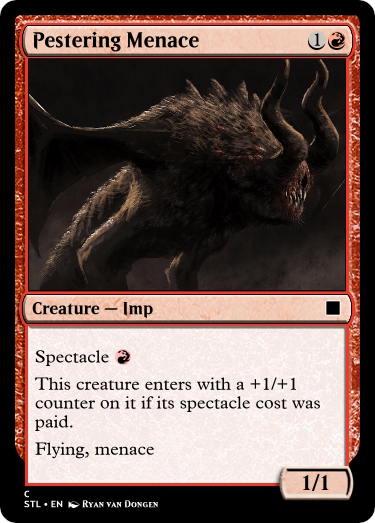 Pestering Menace 1
Creature — Imp
Spectacle
This creature enters with a +1/+1
counter on it if its spectacle cost was
paid.
Flying, menace
1/1
C
STL • EN Ryan van Dongen